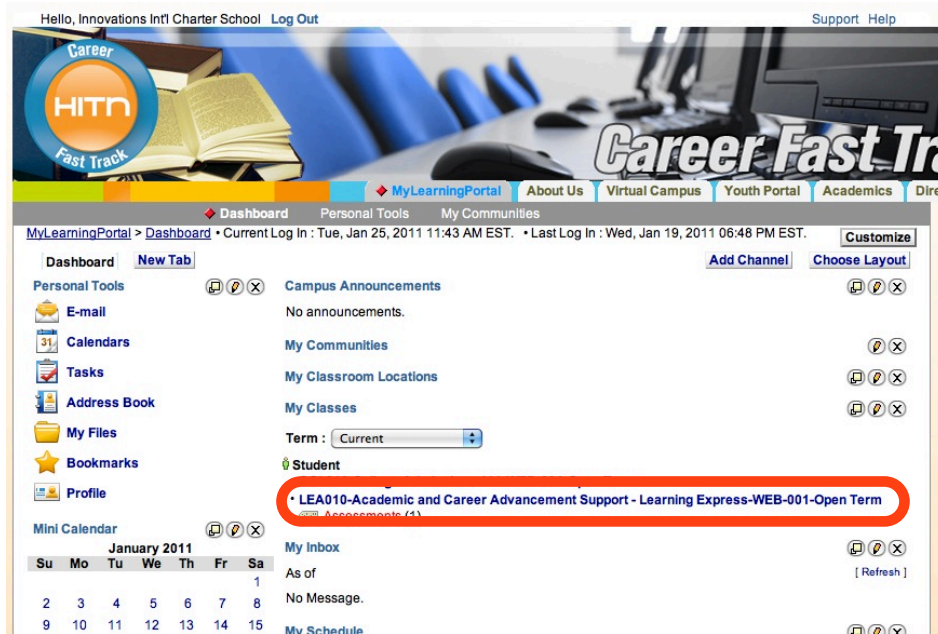 Hello, Innovations Int'l Charter School Log Out
Support Help
Career
HITN
Fast Track
Career Fast Tra
MyLearningPortal About Us Virtual Campus Youth Portal Academics Dire
Dashboard Personal Tools My Communities
MyLearningPortal > Dashboard • Current Log In : Tue, Jan 25, 2011 11:43 AM EST. • Last Log In : Wed, Jan 19, 2011 06:48 PM EST.
Customize
Dashboard New Tab
Add Channel Choose Layout
Personal Tools
E-mail
31
Calendars
Tasks
Address Book
My Files
Bookmarks
Profile
Mini Calendar
January 2011
Su Mo Tu We Th Fr Sa
1
2 3 4 5 6 7 8
9 10 11 12 13 14 15
Campus Announcements
No announcements.
My Communities
My Classroom Locations
My Classes
Term : Current
Student
• LEA010-Academic and Career Advancement Support - Learning Express-WEB-001-Open Term
Assessments (1)
My Inbox
As of
[ Refresh ]
No Message.
My Schedule